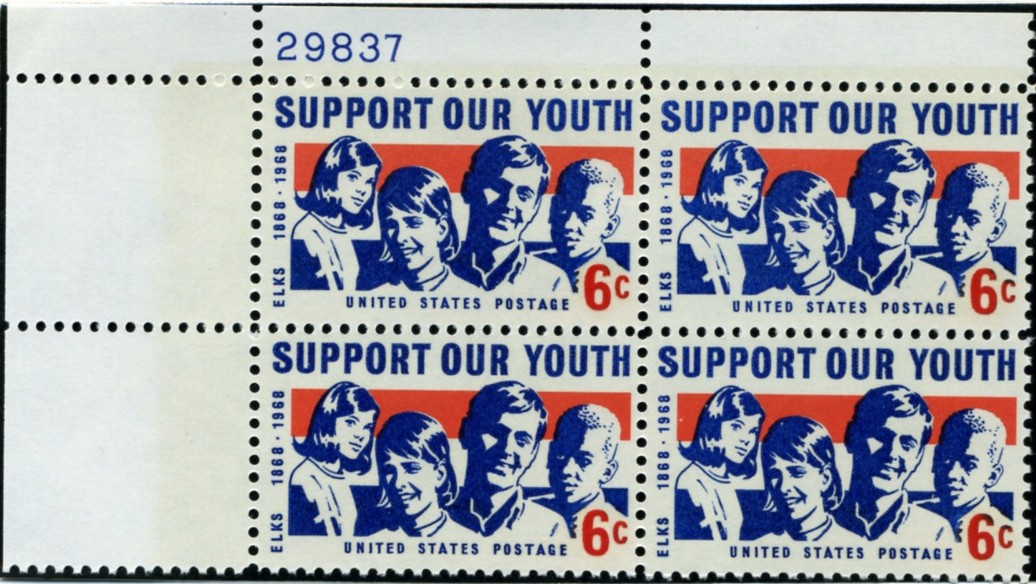 29837
SUPPORT OUR YOUTH
ELKS 1868 · 1968
6c
UNITED STATES POSTAGE
SUPPORT OUR YOUTH
ELKS 1868 · 1968
6c
UNITED STATES POSTAGE
SUPPORT OUR YOUTH
ELKS 1868 · 1968
6c
UNITED STATES POSTAGE
SUPPORT OUR YOUTH
ELKS 1868 · 1968
6c
UNITED STATES POSTAGE